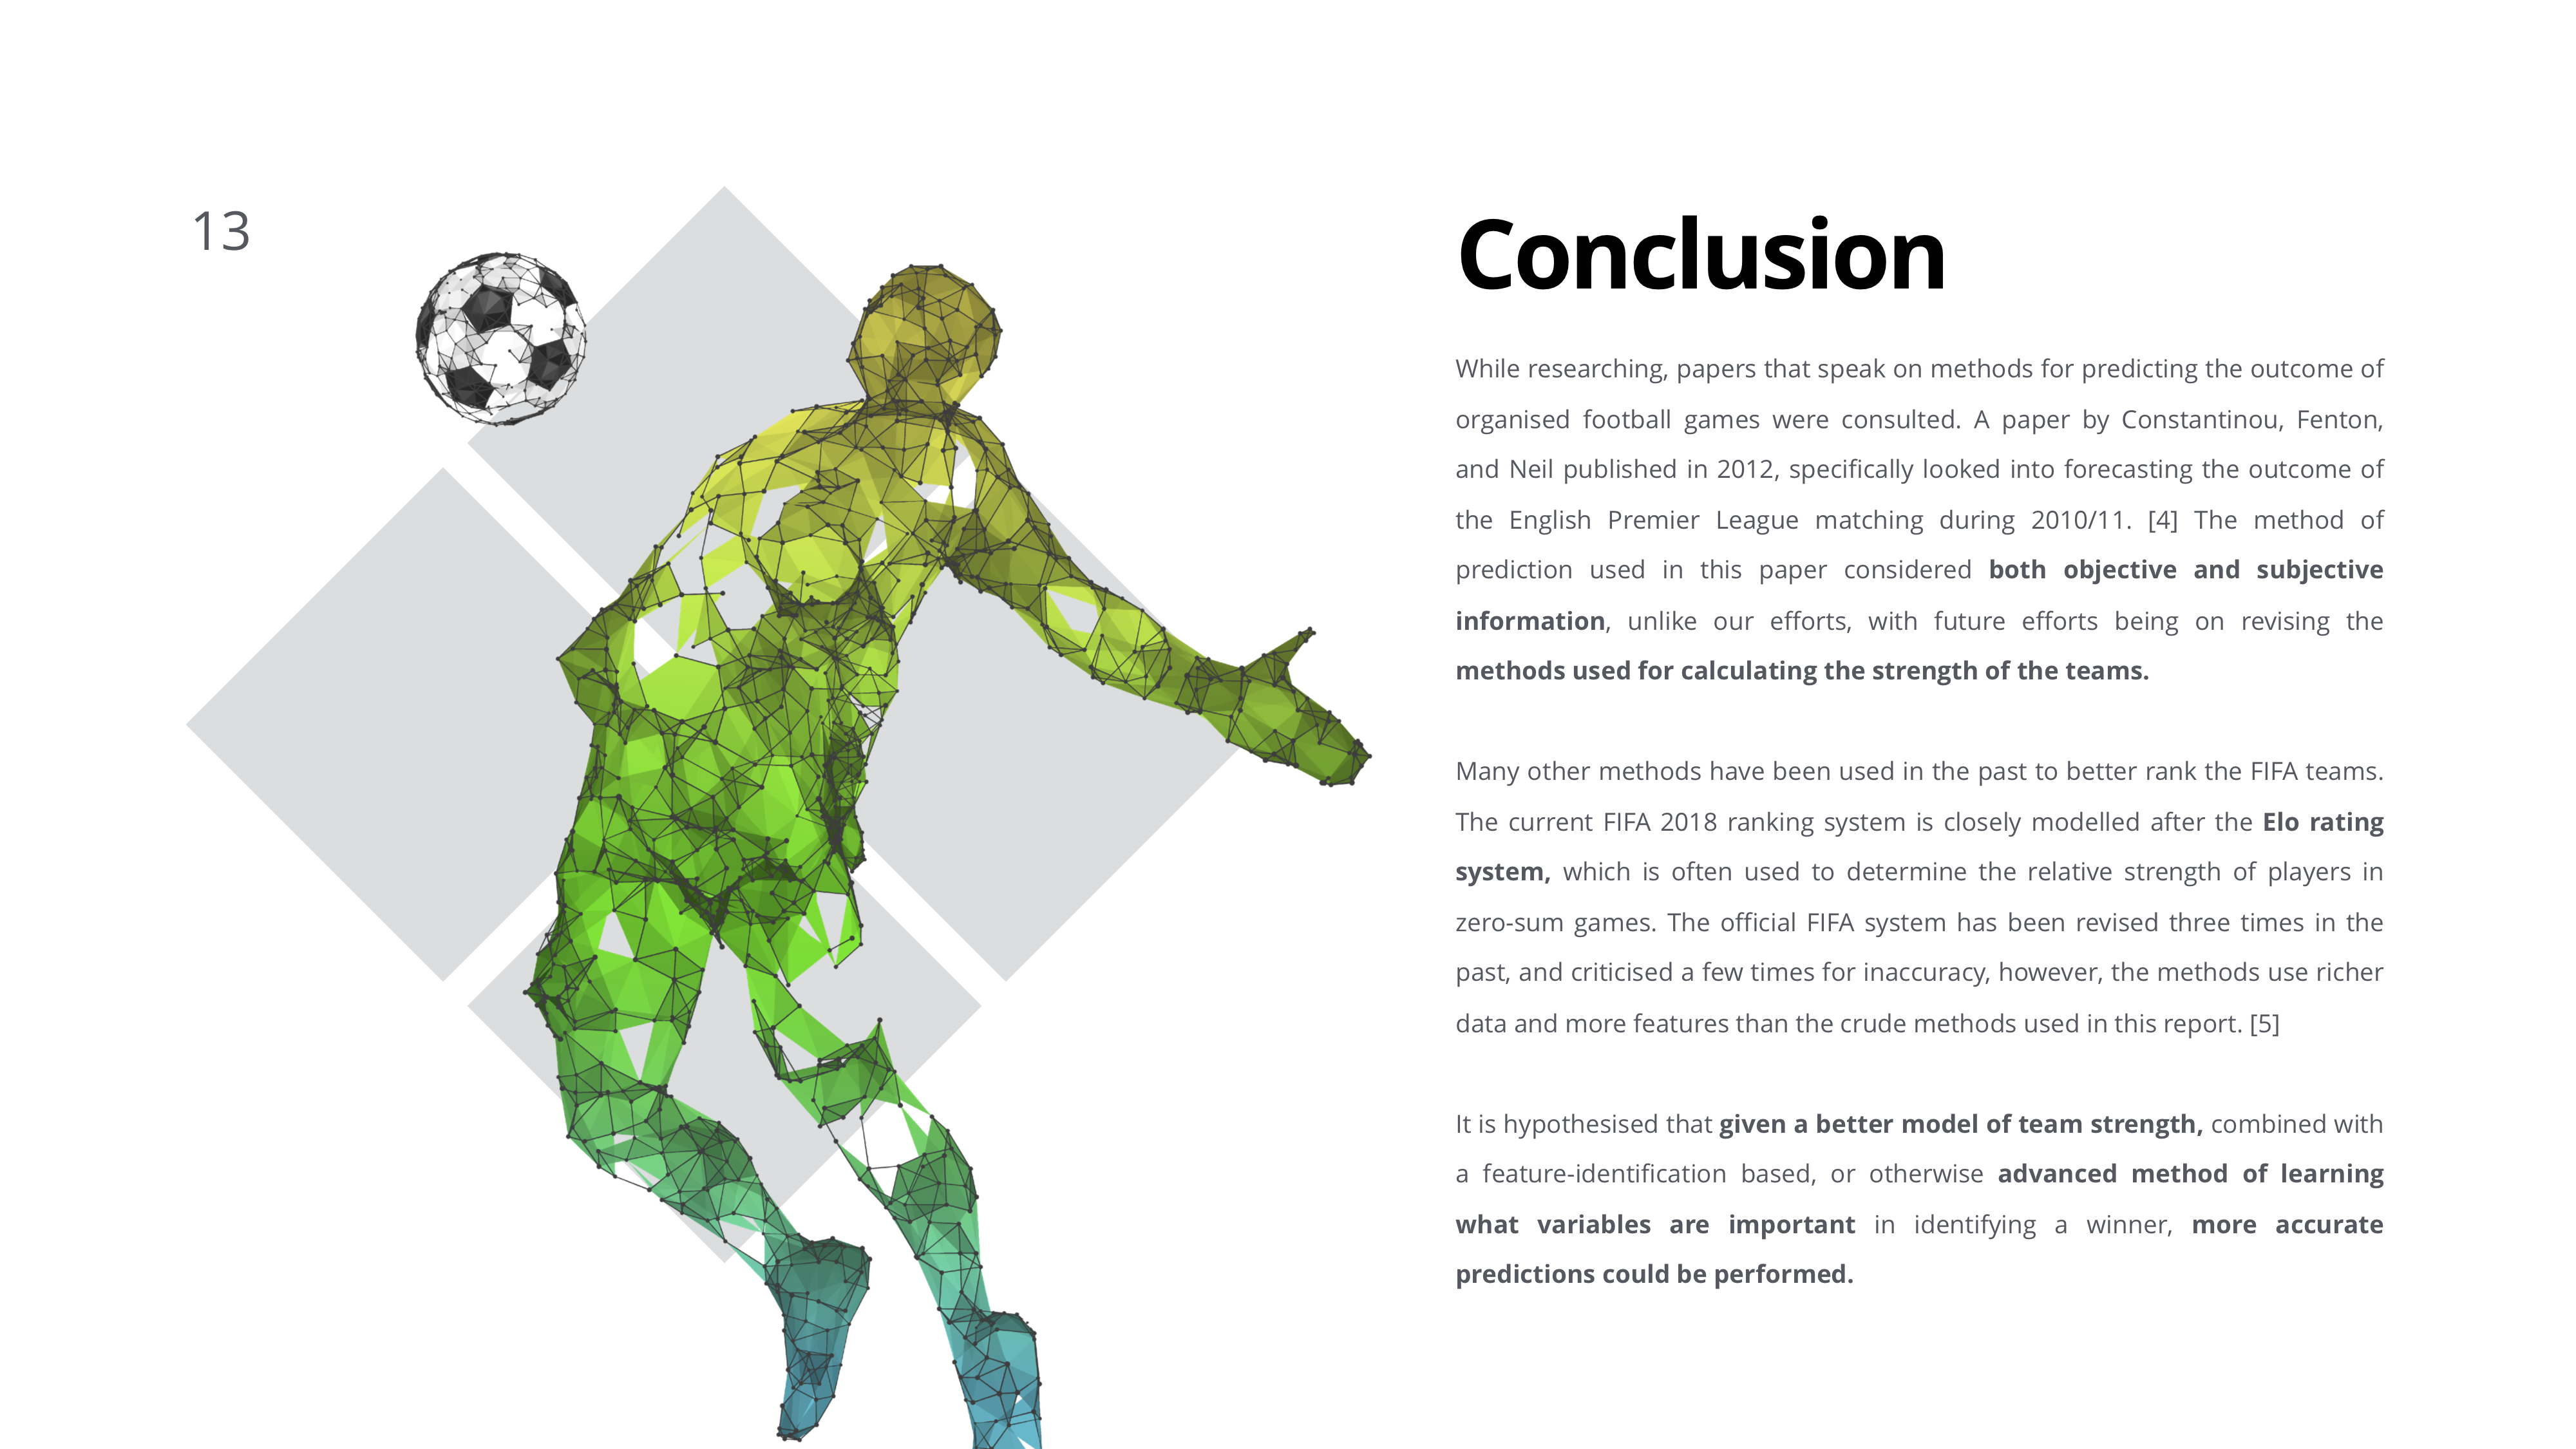 13
Conclusion
While researching, papers that speak on methods for predicting the outcome of
organised football games were consulted. A paper by Constantinou, Fenton,
and Neil published in 2012, specifically looked into forecasting the outcome of
the English Premier League matching during 2010/11. [4] The method of
prediction used in this paper considered both objective and subjective
information, unlike our efforts, with future efforts being on revising the
methods used for calculating the strength of the teams.
Many other methods have been used in the past to better rank the FIFA teams.
The current FIFA 2018 ranking system is closely modelled after the Elo rating
system, which is often used to determine the relative strength of players in
zero-sum games. The official FIFA system has been revised three times in the
past, and criticised a few times for inaccuracy, however, the methods use richer
data and more features than the crude methods used in this report. [5]
It is hypothesised that given a better model of team strength, combined with
a feature-identification based, or otherwise advanced method of learning
what variables are important in identifying a winner, more accurate
predictions could be performed.